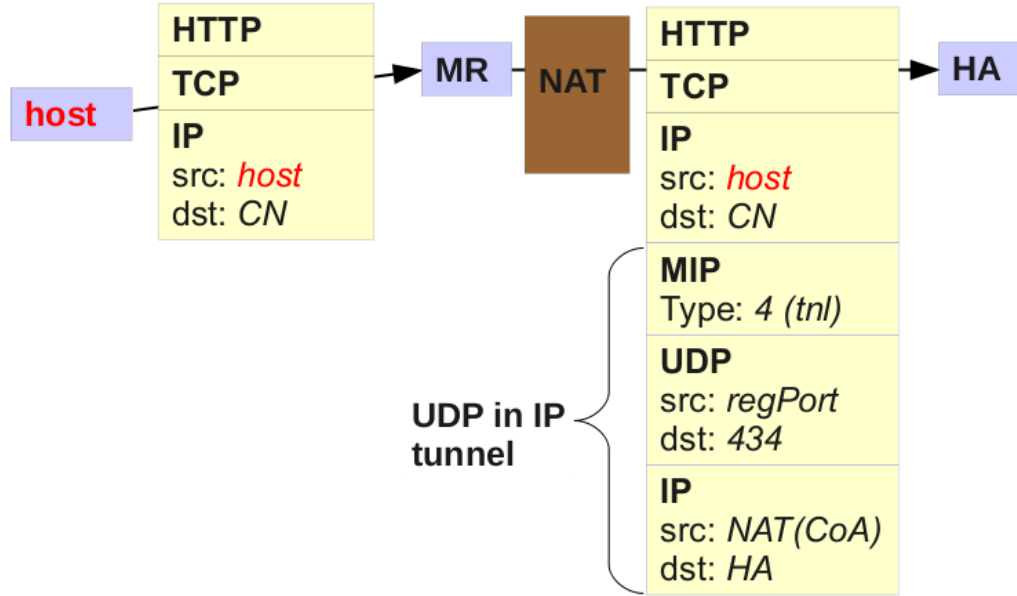 host
HTTP
TCP
IP
src: host
dst: CN
MR
NAT
HTTP
TCP
IP
src: host
dst: CN
MIP
Type: 4 (tnl)
UDP
src: regPort
dst: 434
IP
src: NAT(CoA)
dst: HA
HA
UDP in IP
tunnel